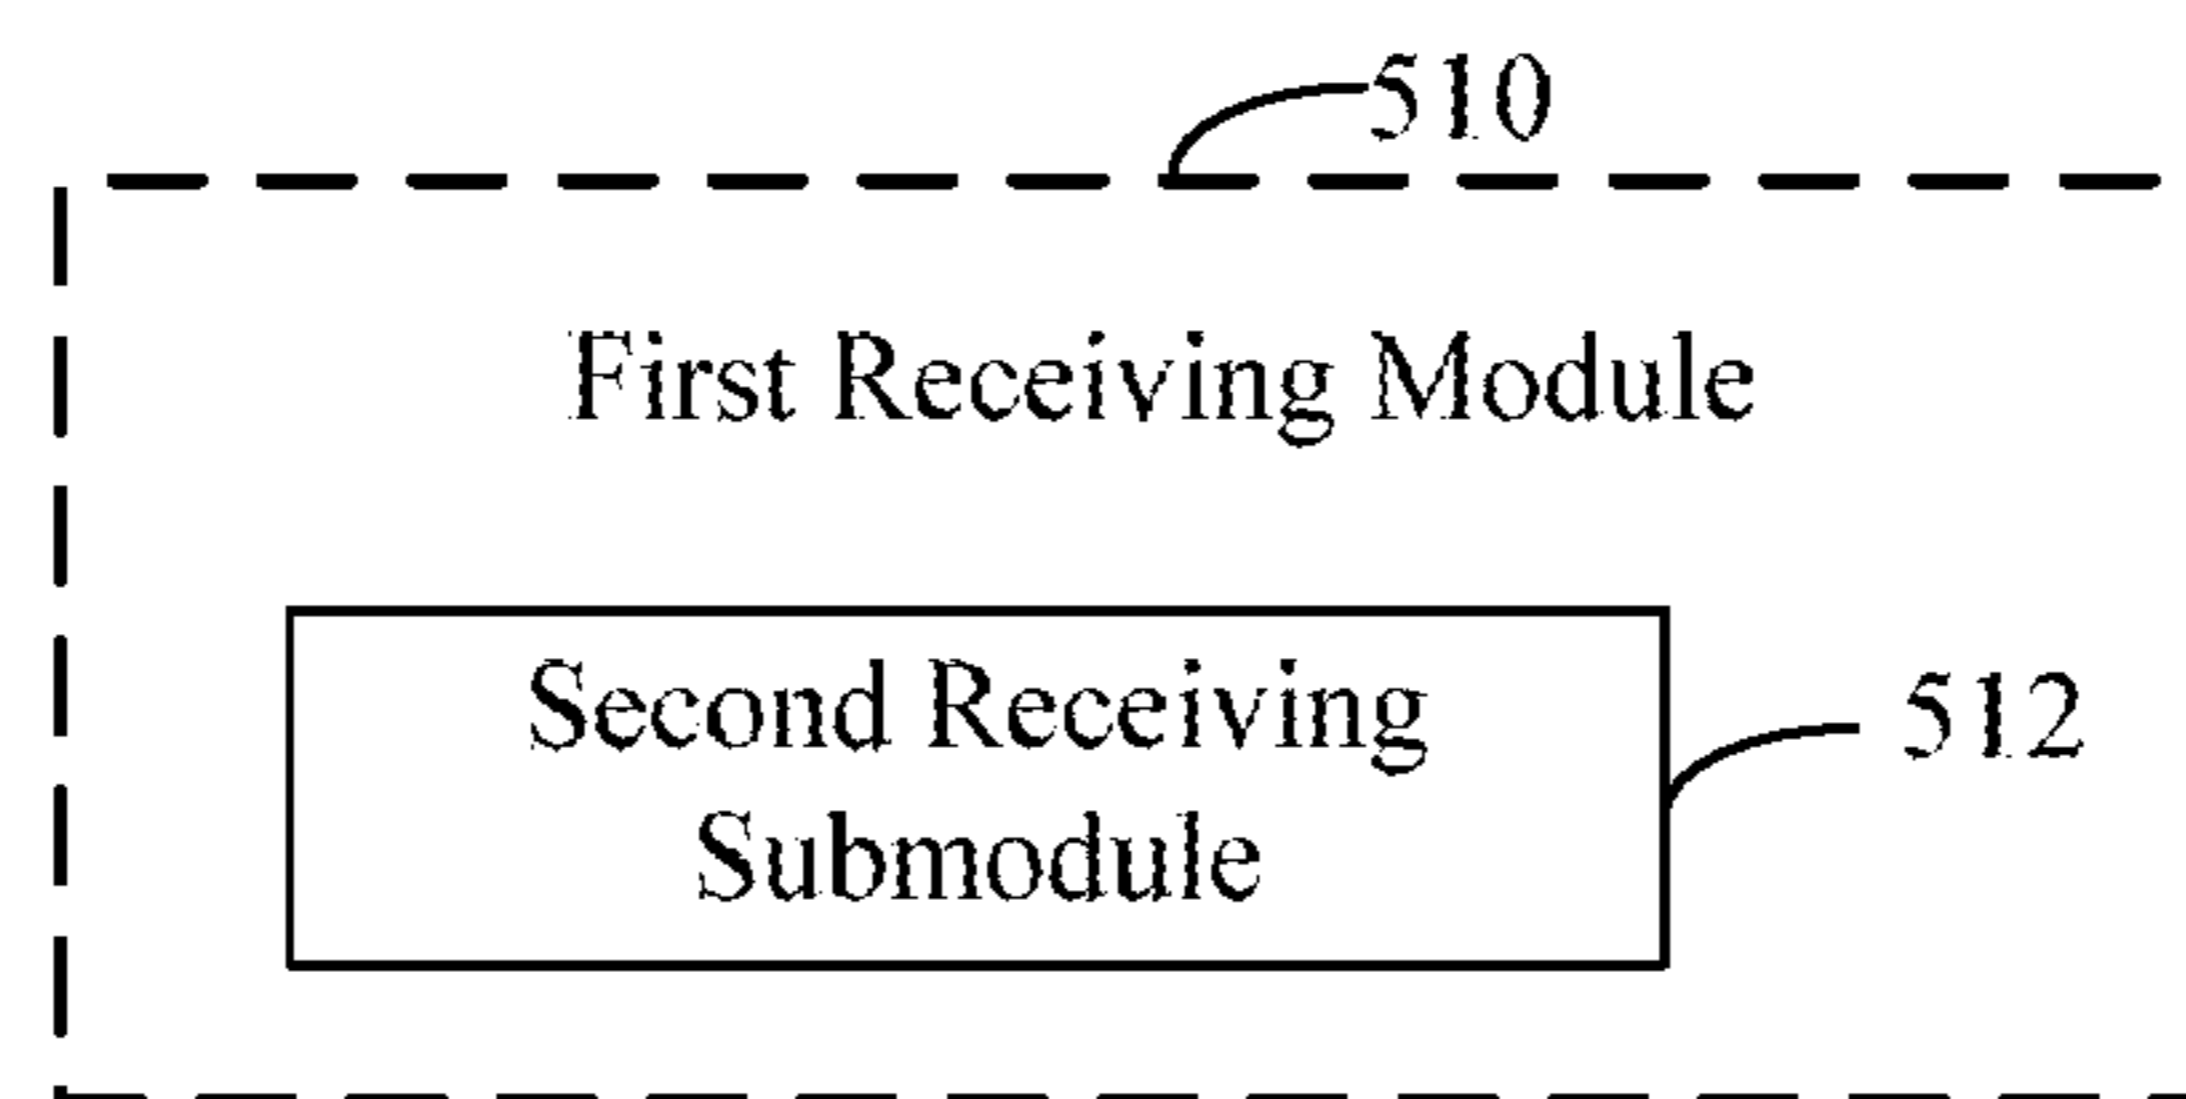 510
First Receiving Module
Second Receiving
Submodule
512